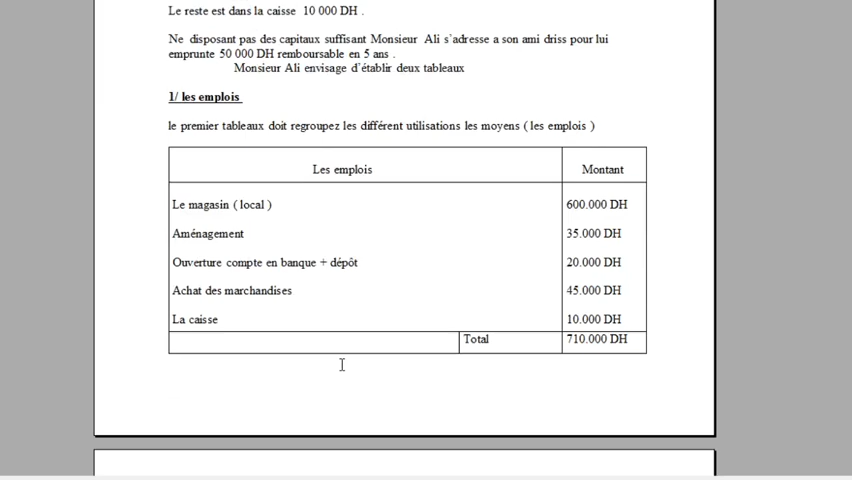 Le reste est dans la caisse 10 000 DH .
Ne disposant pas des capitaux suffisant Monsieur Ali s’adresse a son ami driss pour lui
emprunte 50 000 DH remboursable en 5 ans .
Monsieur Ali envisage d’établir deux tableaux
1/ les emplois
le premier tableaux doit regroupez les différent utilisations les moyens ( les emplois )
Les emplois Montant
Le magasin ( local ) 600.000 DH
Aménagement 35.000 DH
Ouverture compte en banque + dépôt 20.000 DH
Achat des marchandises 45.000 DH
La caisse 10.000 DH
Total 710.000 DH